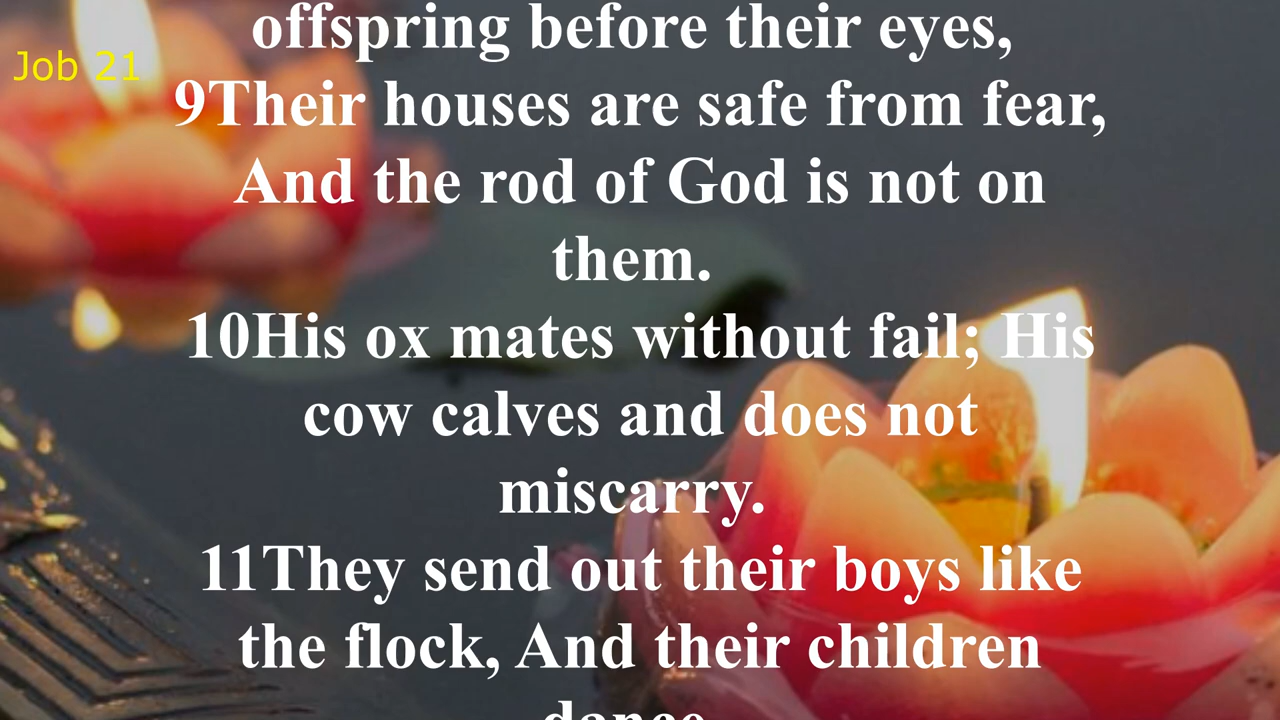 offspring before their eyes,
Job 21
9Their houses are safe from fear,
And the rod of God is not on
them.
10His ox mates without fail; His
cow calves and does not
miscarry.
11They send out their boys like
the flock, And their children
dance.